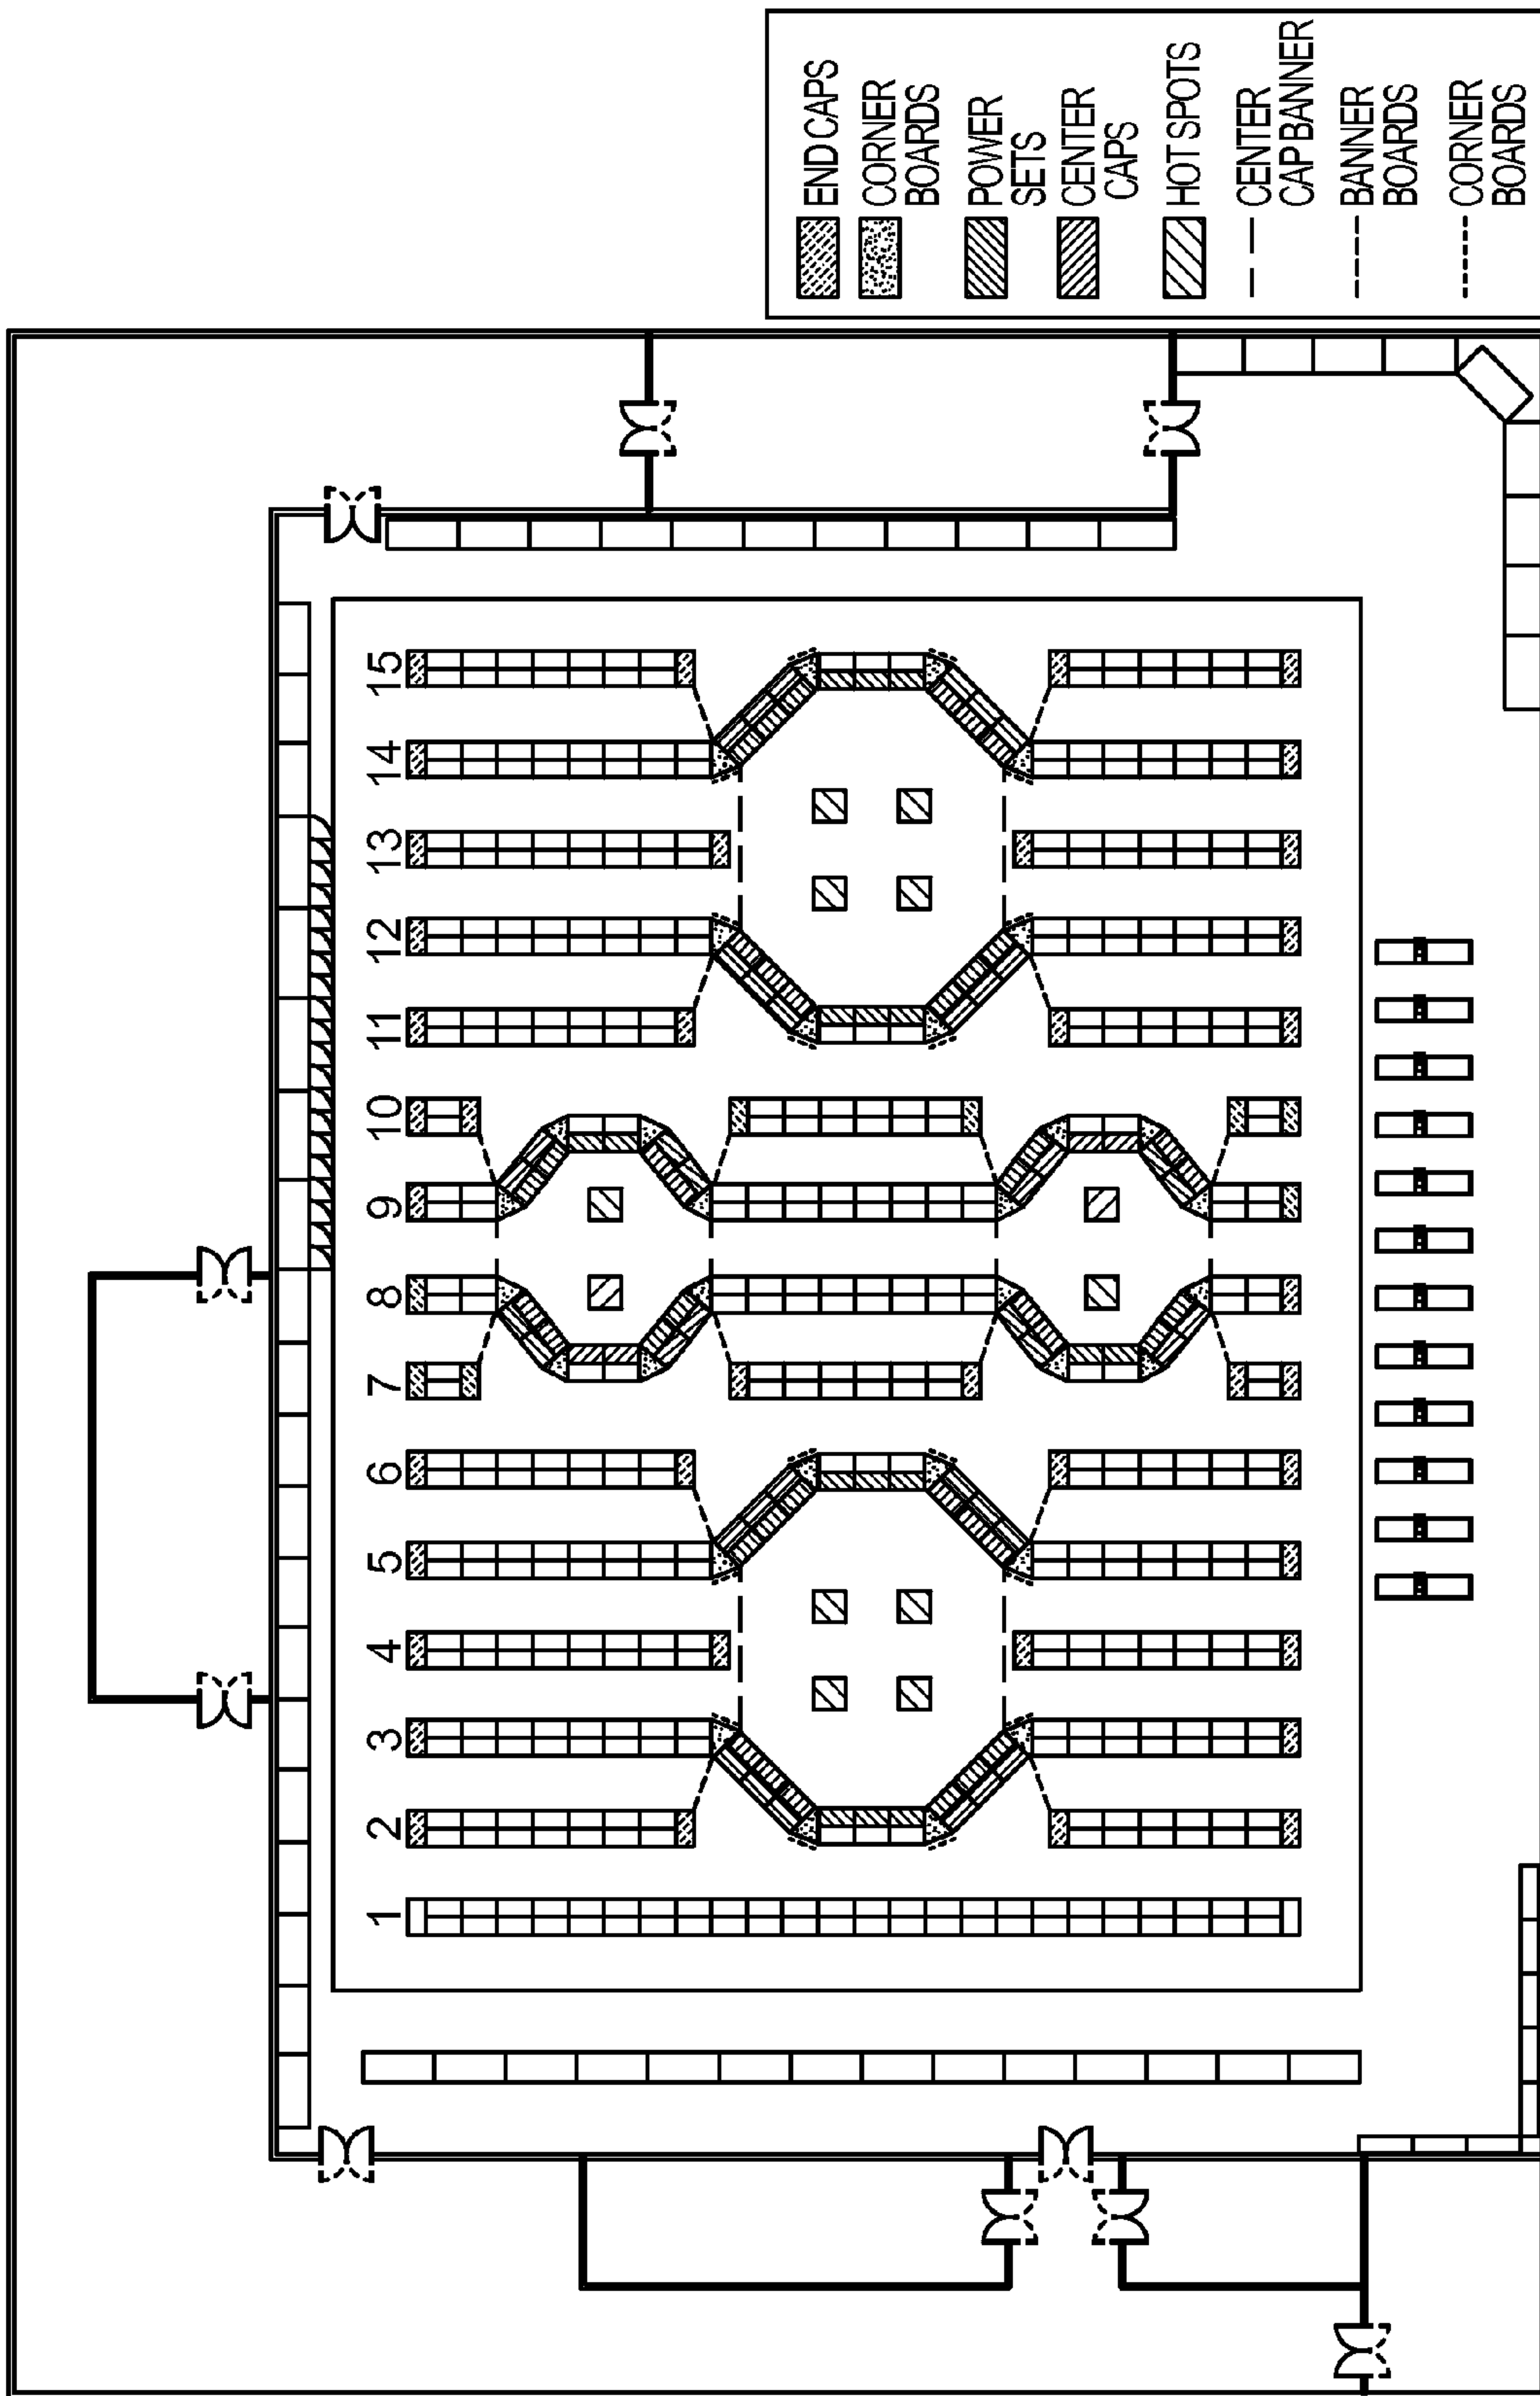 END CAPS
CORNER
BOARDS
POWER
SETS
CENTER
CAPS
HOT SPOTS
CENTER
CAP BANNER
BANNER
BOARDS
CORNER
BOARDS
1
2
3
4
5
6
7
8
9
10
11
12
13
14
15